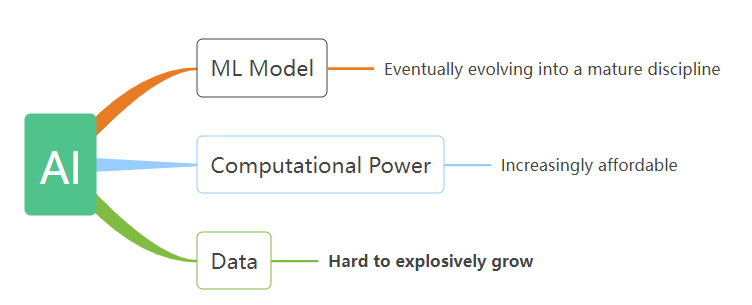 AI
ML Model
Eventually evolving into a mature discipline
Computational Power
Increasingly affordable
Data
Hard to explosively grow